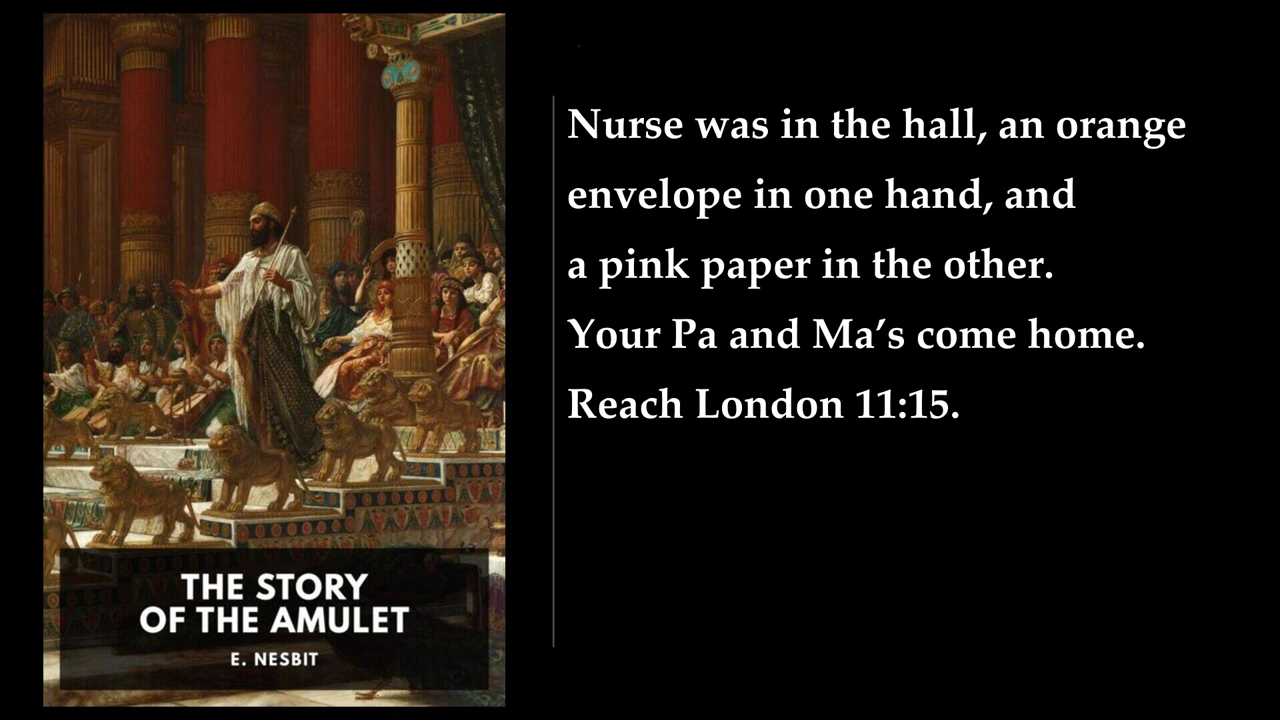 THE STORY
OF THE AMULET
E. NESBIT
Nurse was in the hall, an orange
envelope in one hand, and
a pink paper in the other.
Your Pa and Ma’s come home.
Reach London 11:15.